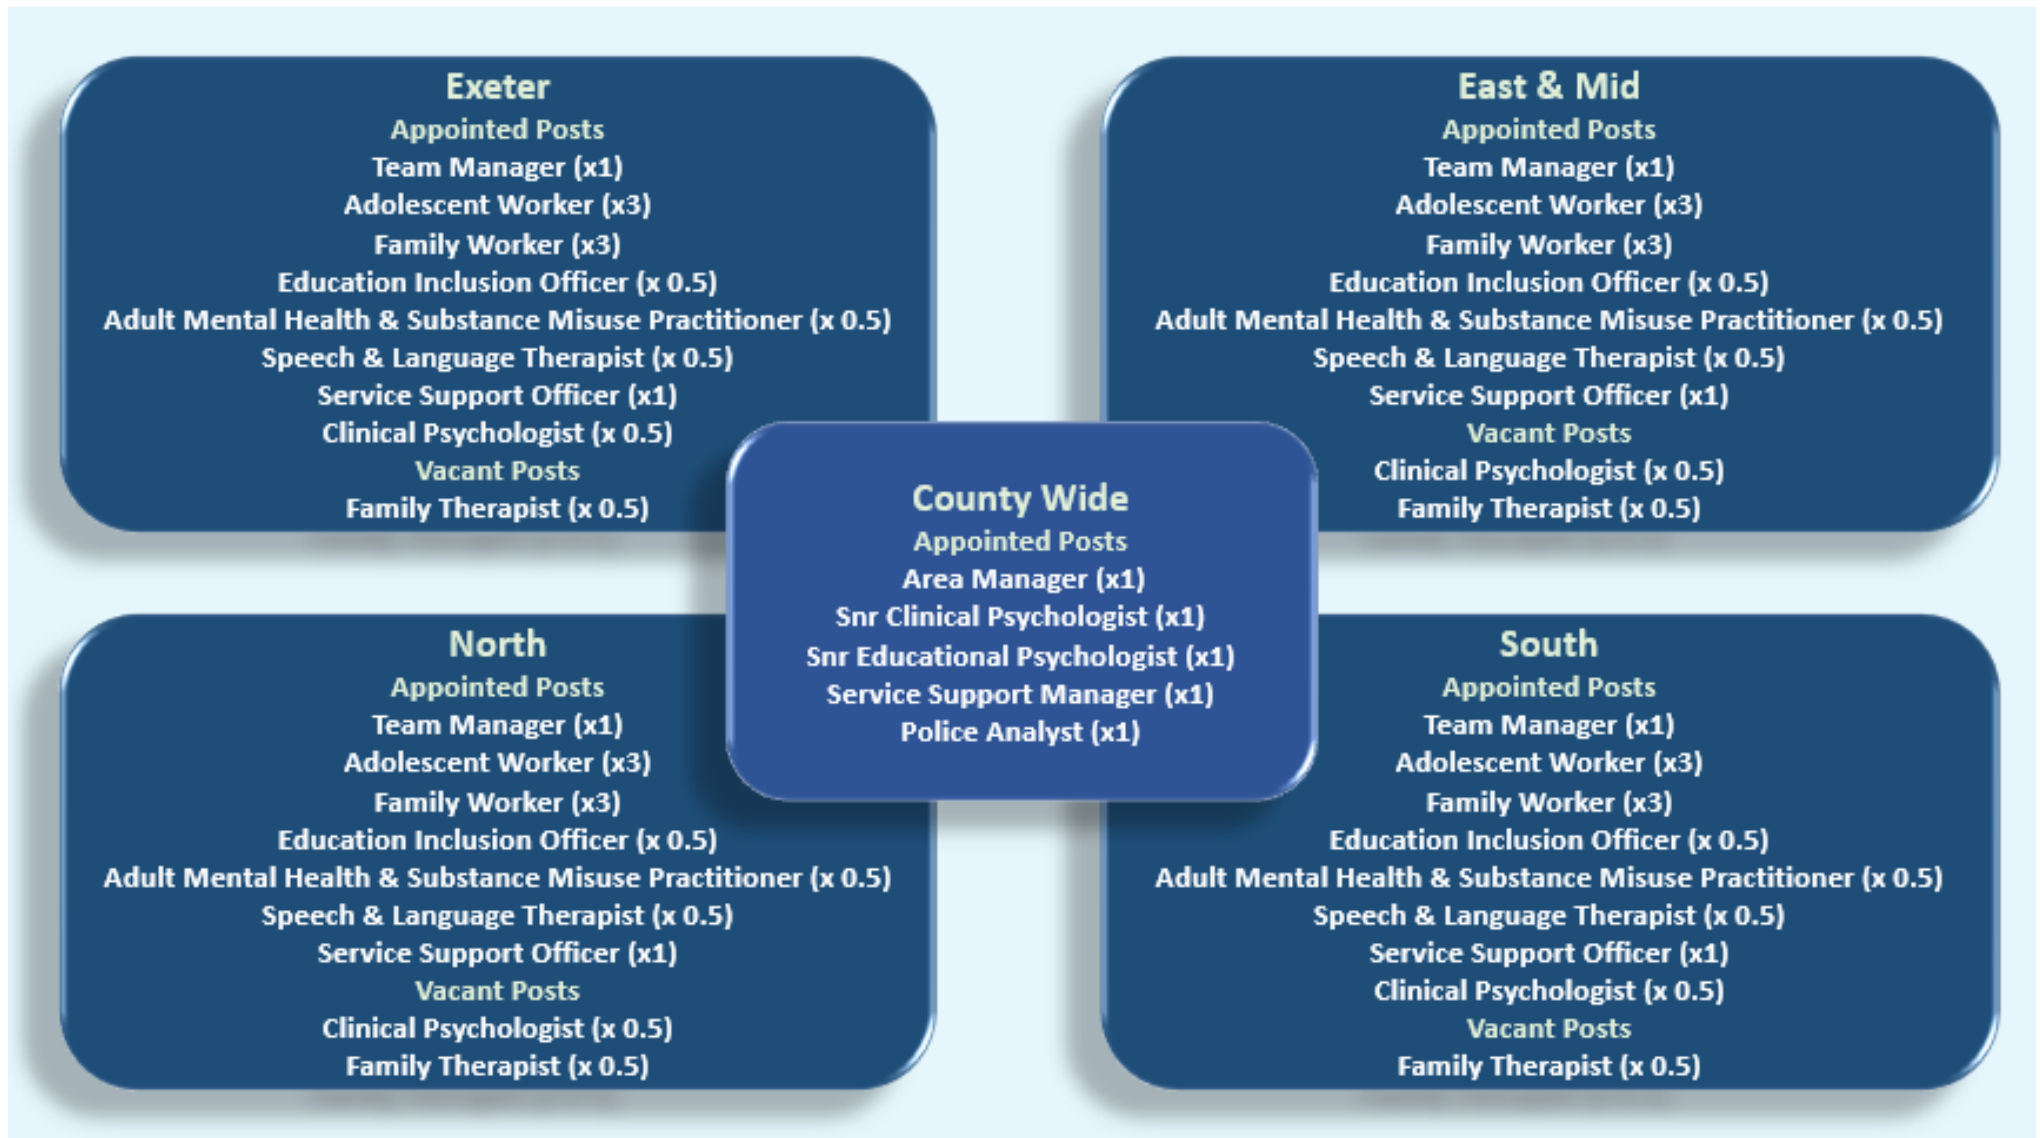 Exeter
Appointed Posts
Team Manager (x1)
Adolescent Worker (x3)
Family Worker (x3)
Education Inclusion Officer (x 0.5)
Adult Mental Health & Substance Misuse Practitioner (x 0.5)
Speech & Language Therapist (x 0.5)
Service Support Officer (x1)
Clinical Psychologist (x 0.5)
Vacant Posts
Family Therapist (x 0.5)
East & Mid
Appointed Posts
Team Manager (x1)
Adolescent Worker (x3)
Family Worker (x3)
Education Inclusion Officer (x 0.5)
Adult Mental Health & Substance Misuse Practitioner (x 0.5)
Speech & Language Therapist (x 0.5)
Service Support Officer (x1)
Vacant Posts
Clinical Psychologist (x 0.5)
Family Therapist (x 0.5)
County Wide
Appointed Posts
Area Manager (x1)
Snr Clinical Psychologist (x1)
Snr Educational Psychologist (x1)
Service Support Manager (x1)
Police Analyst (x1)
North
Appointed Posts
Team Manager (x1)
Adolescent Worker (x3)
Family Worker (x3)
Education Inclusion Officer (x 0.5)
Adult Mental Health & Substance Misuse Practitioner (x 0.5)
Speech & Language Therapist (x 0.5)
Service Support Officer (x1)
Vacant Posts
Clinical Psychologist (x 0.5)
Family Therapist (x 0.5)
South
Appointed Posts
Team Manager (x1)
Adolescent Worker (x3)
Family Worker (x3)
Education Inclusion Officer (x 0.5)
Adult Mental Health & Substance Misuse Practitioner (x 0.5)
Speech & Language Therapist (x 0.5)
Service Support Officer (x1)
Clinical Psychologist (x 0.5)
Vacant Posts
Family Therapist (x 0.5)